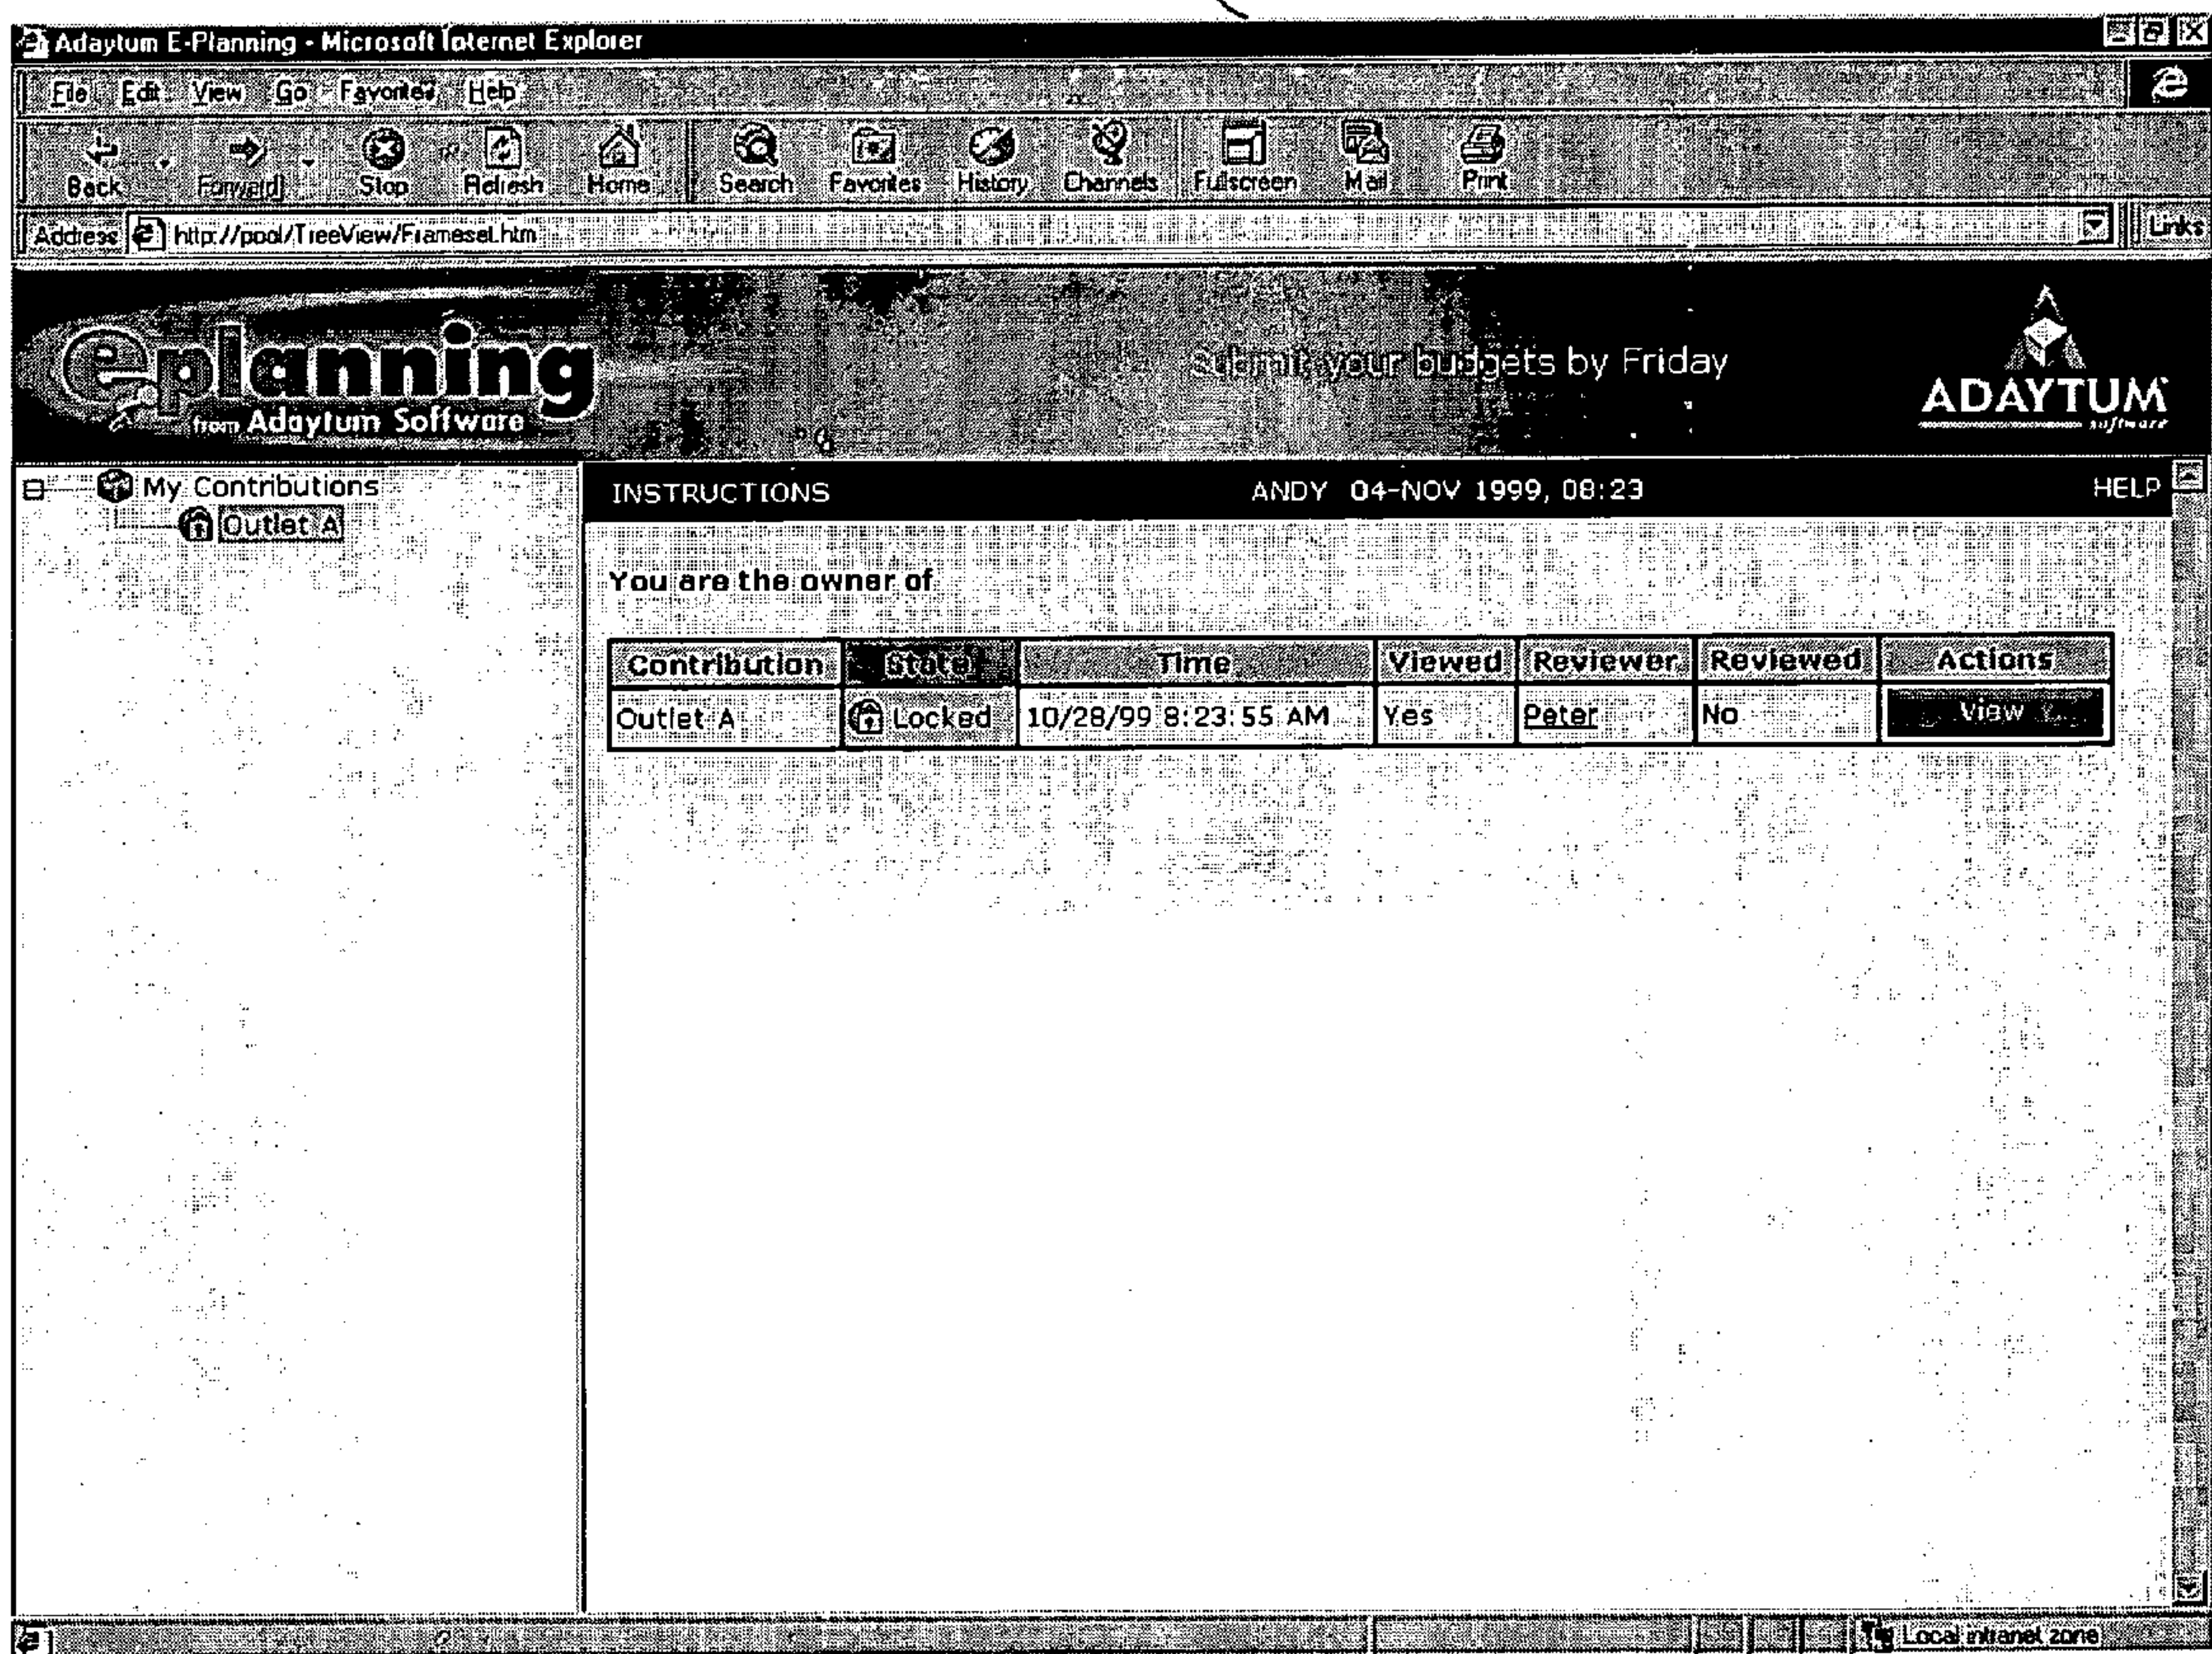 Adaytum E-Planning - Microsoft Internet Explorer
File Edit View Go Favorites Help
Back Forward Stop Refresh Home Search Favorites History Channels Fullscreen Mail Print
Address http://pool/TreeView/Frameset.htm Links
eplanning
from Adaytum Software
Submit your budgets by Friday
ADAYTUM
software
My Contributions
Outlet A
INSTRUCTIONS ANDY 04-NOV 1999, 08:23 HELP
You are the owner of
Contribution State Time Viewed Reviewer Reviewed Actions
Outlet A Locked 10/28/99 8:23:55 AM Yes Peter No View
Local intranet zone